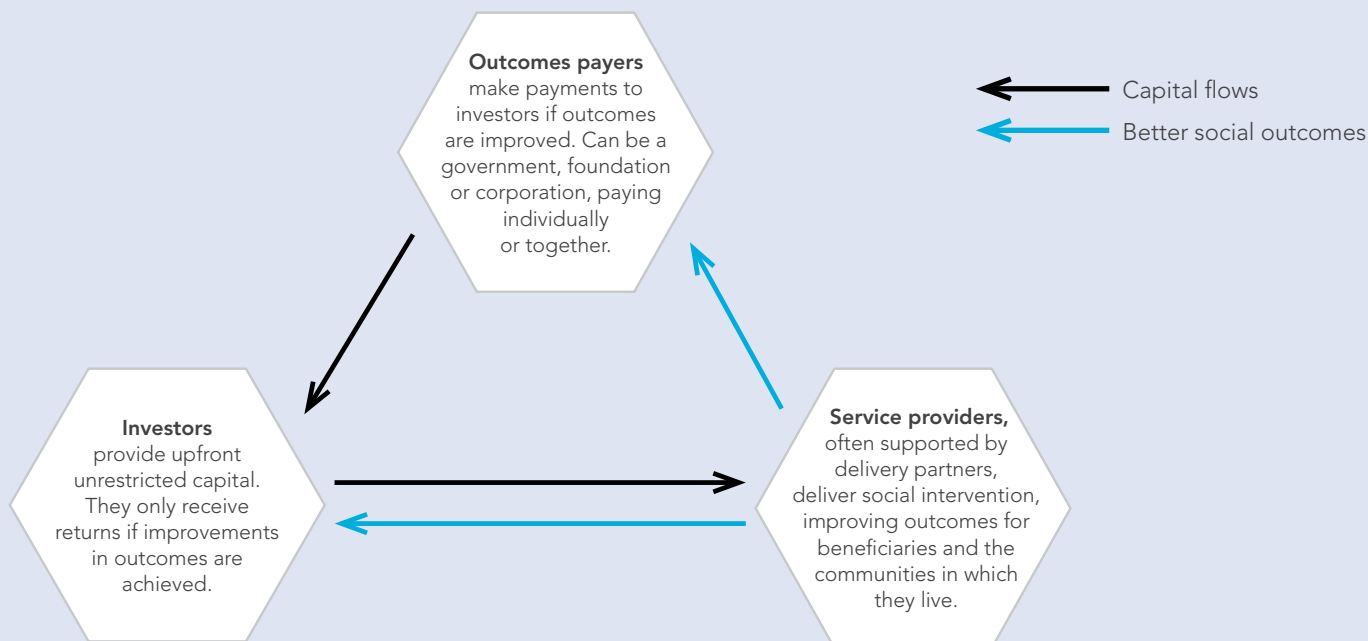 Outcomes payers
make payments to
investors if outcomes
are improved. Can be a
government, foundation
or corporation, paying
individually
or together.
Capital flows
Better social outcomes
Investors
provide upfront
unrestricted capital.
They only receive
returns if improvements
in outcomes are
achieved.
Service providers,
often supported by
delivery partners,
deliver social intervention,
improving outcomes for
beneficiaries and the
communities in which
they live.